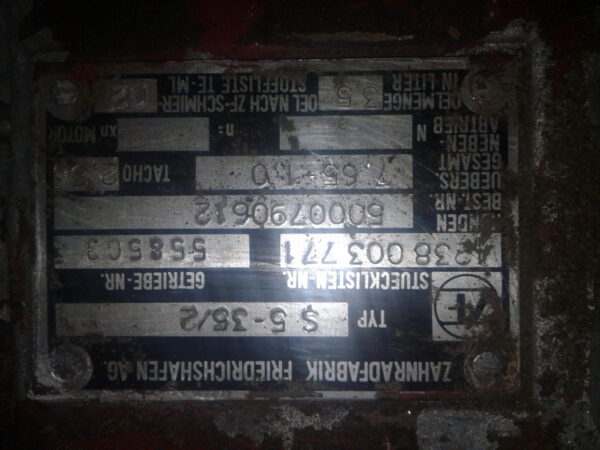 ZAHNRADFABRIK FRIEDRICHSHAFEN AG.
ZF TYP S 5-35/2
STUECKLISTEN-NR. GETRIEBE-NR.
4238 003 771 558503
KUNDEN
BEST.-NR 5000790612
UEBERS
GESAMT 7,65-1,0 TACHO
NEBEN-
ABTRIEB N n: xn MOTOR
OELMENGE
IN LITER 3,5 OEL NACH ZF-SCHMIER-
STOFFLISTE TE-ML 02